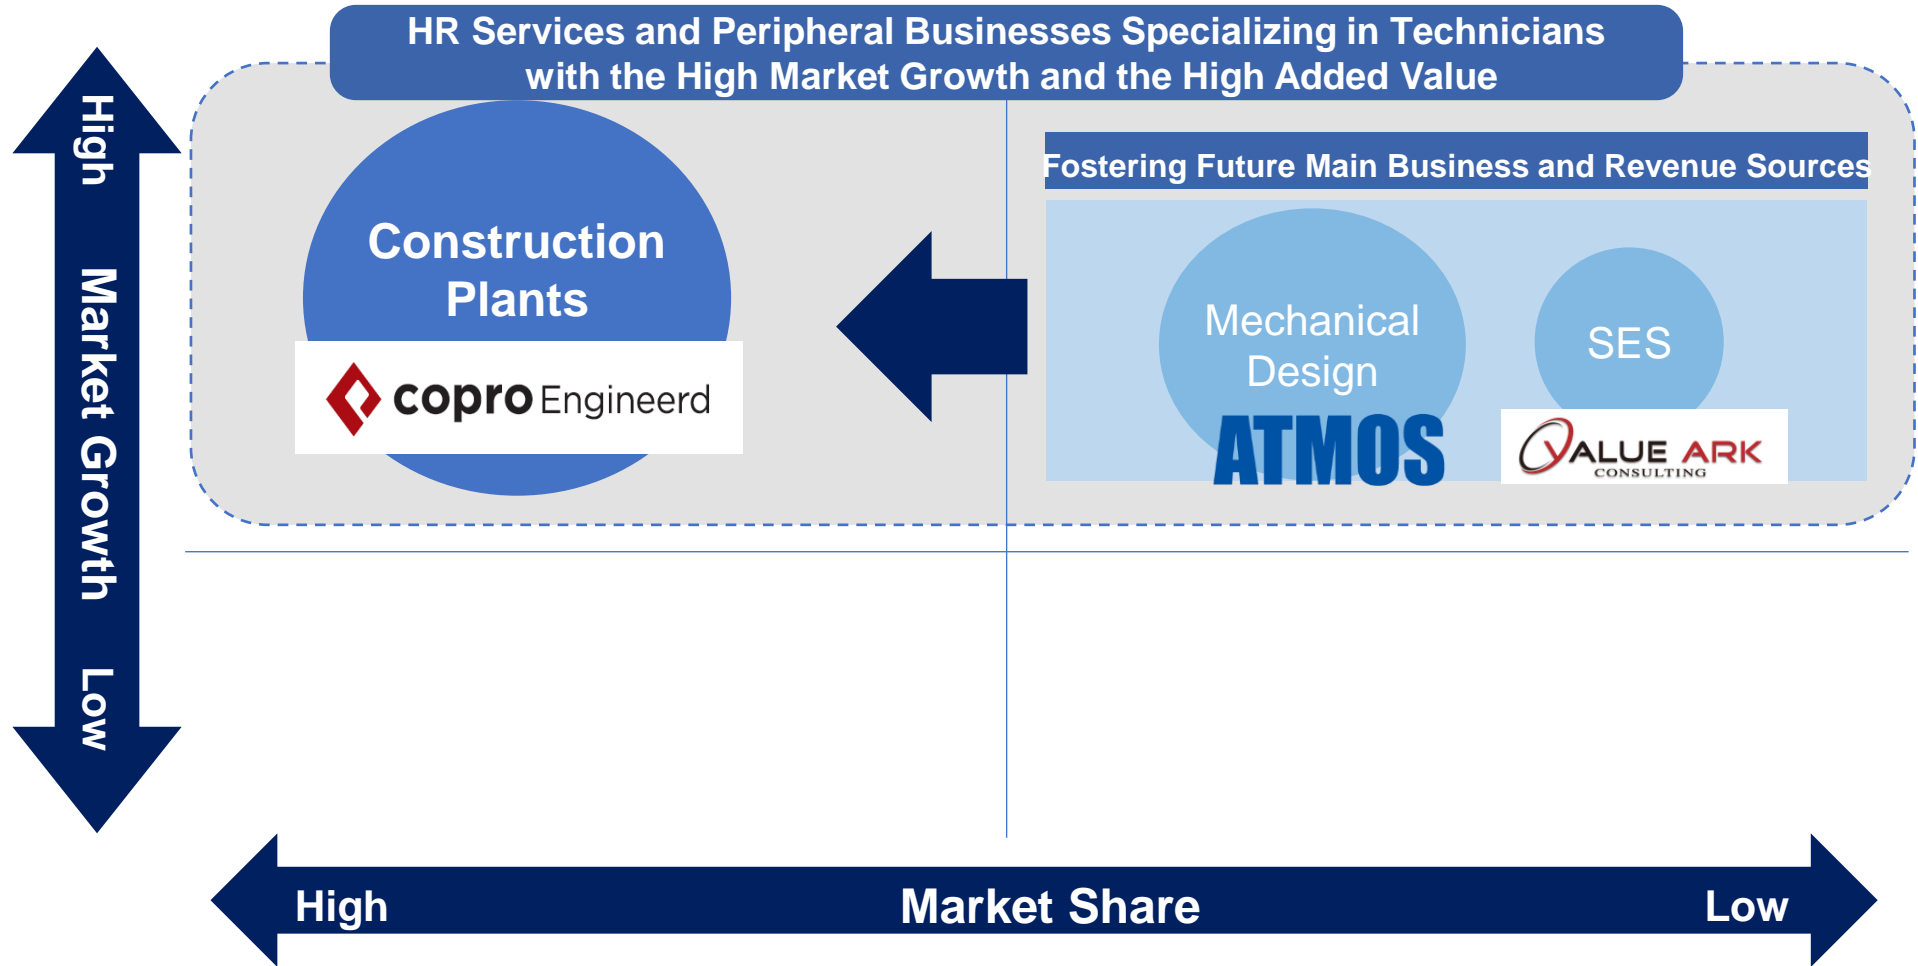 HR Services and Peripheral Businesses Specializing in Technicians
with the High Market Growth and the High Added Value
High
Market Growth
Low
Construction
Plants
copro Engineerd
Fostering Future Main Business and Revenue Sources
Mechanical
Design
ATMOS
SES
VALUE ARK
CONSULTING
High
Market Share
Low